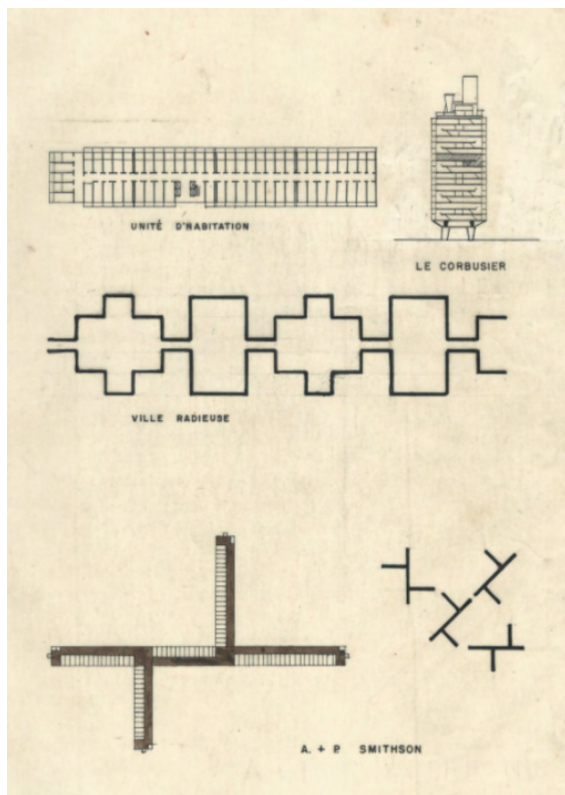 UNITÉ D'HABITATION
LE CORBUSIER
VILLE RADIEUSE
A. + P. SMITHSON